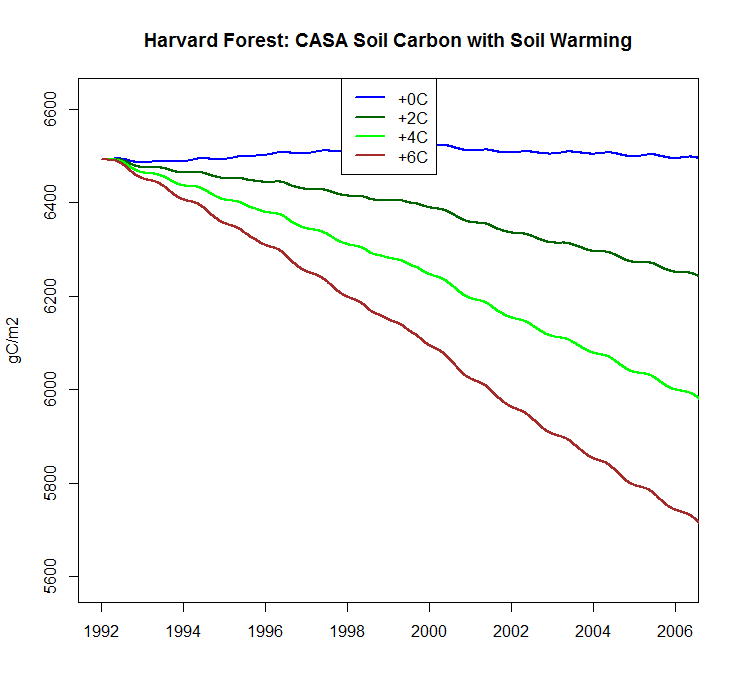 Harvard Forest: CASA Soil Carbon with Soil Warming
+0C
+2C
+4C
+6C
gC/m2
6600
6400
6200
6000
5800
5600
1992 1994 1996 1998 2000 2002 2004 2006